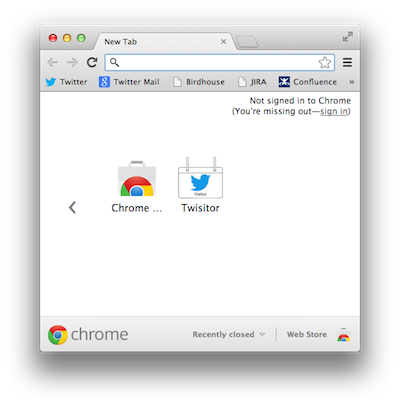 New Tab
Twitter Twitter Mail Birdhouse JIRA Confluence »
Not signed in to Chrome
(You're missing out—sign in)
Visitor
Chrome ... Twisitor
chrome Recently closed Web Store